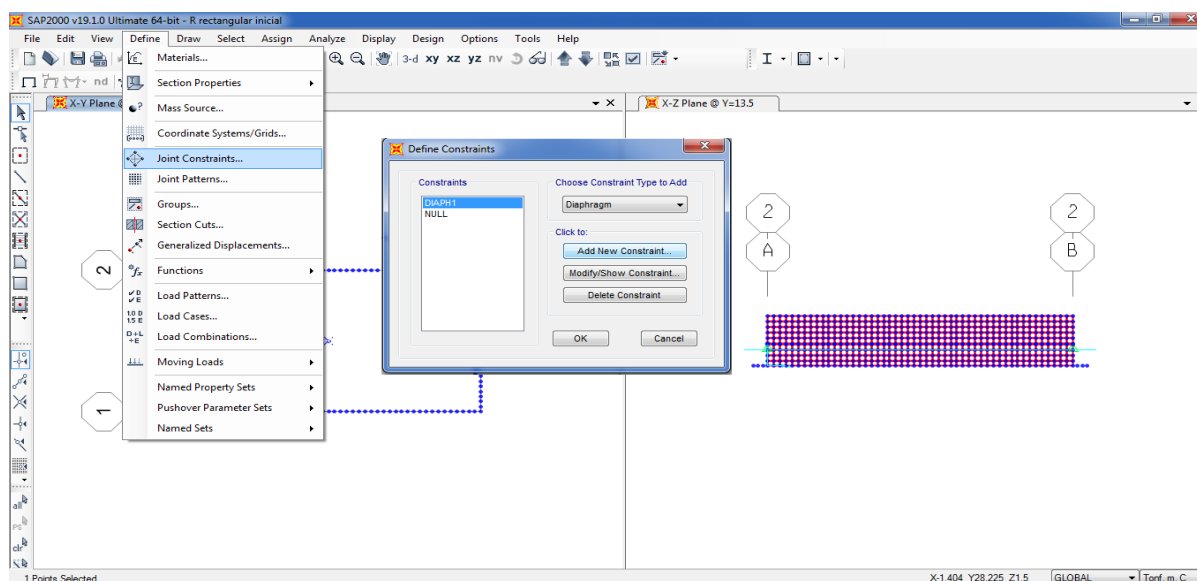 SAP2000 v19.1.0 Ultimate 64-bit - R rectangular inicial
File Edit View Define Draw Select Assign Analyze Display Design Options Tools Help
3-d xy xz yz nv
nd
X-Y Plane
X-Z Plane @ Y=13.5
Materials...
Section Properties
Mass Source...
Coordinate Systems/Grids...
Joint Constraints...
Joint Patterns...
Groups...
Section Cuts...
Generalized Displacements...
Functions
Load Patterns...
Load Cases...
Load Combinations...
Moving Loads
Named Property Sets
Pushover Parameter Sets
Named Sets
Define Constraints
Constraints
DIAPH1
NULL
Choose Constraint Type to Add
Diaphragm
Click to:
Add New Constraint...
Modify/Show Constraint...
Delete Constraint
OK Cancel
2
1
2 2
A B
all
ps
clr
1 Points Selected
X-1.404 Y28.225 Z1.5 GLOBAL Tonf, m, C